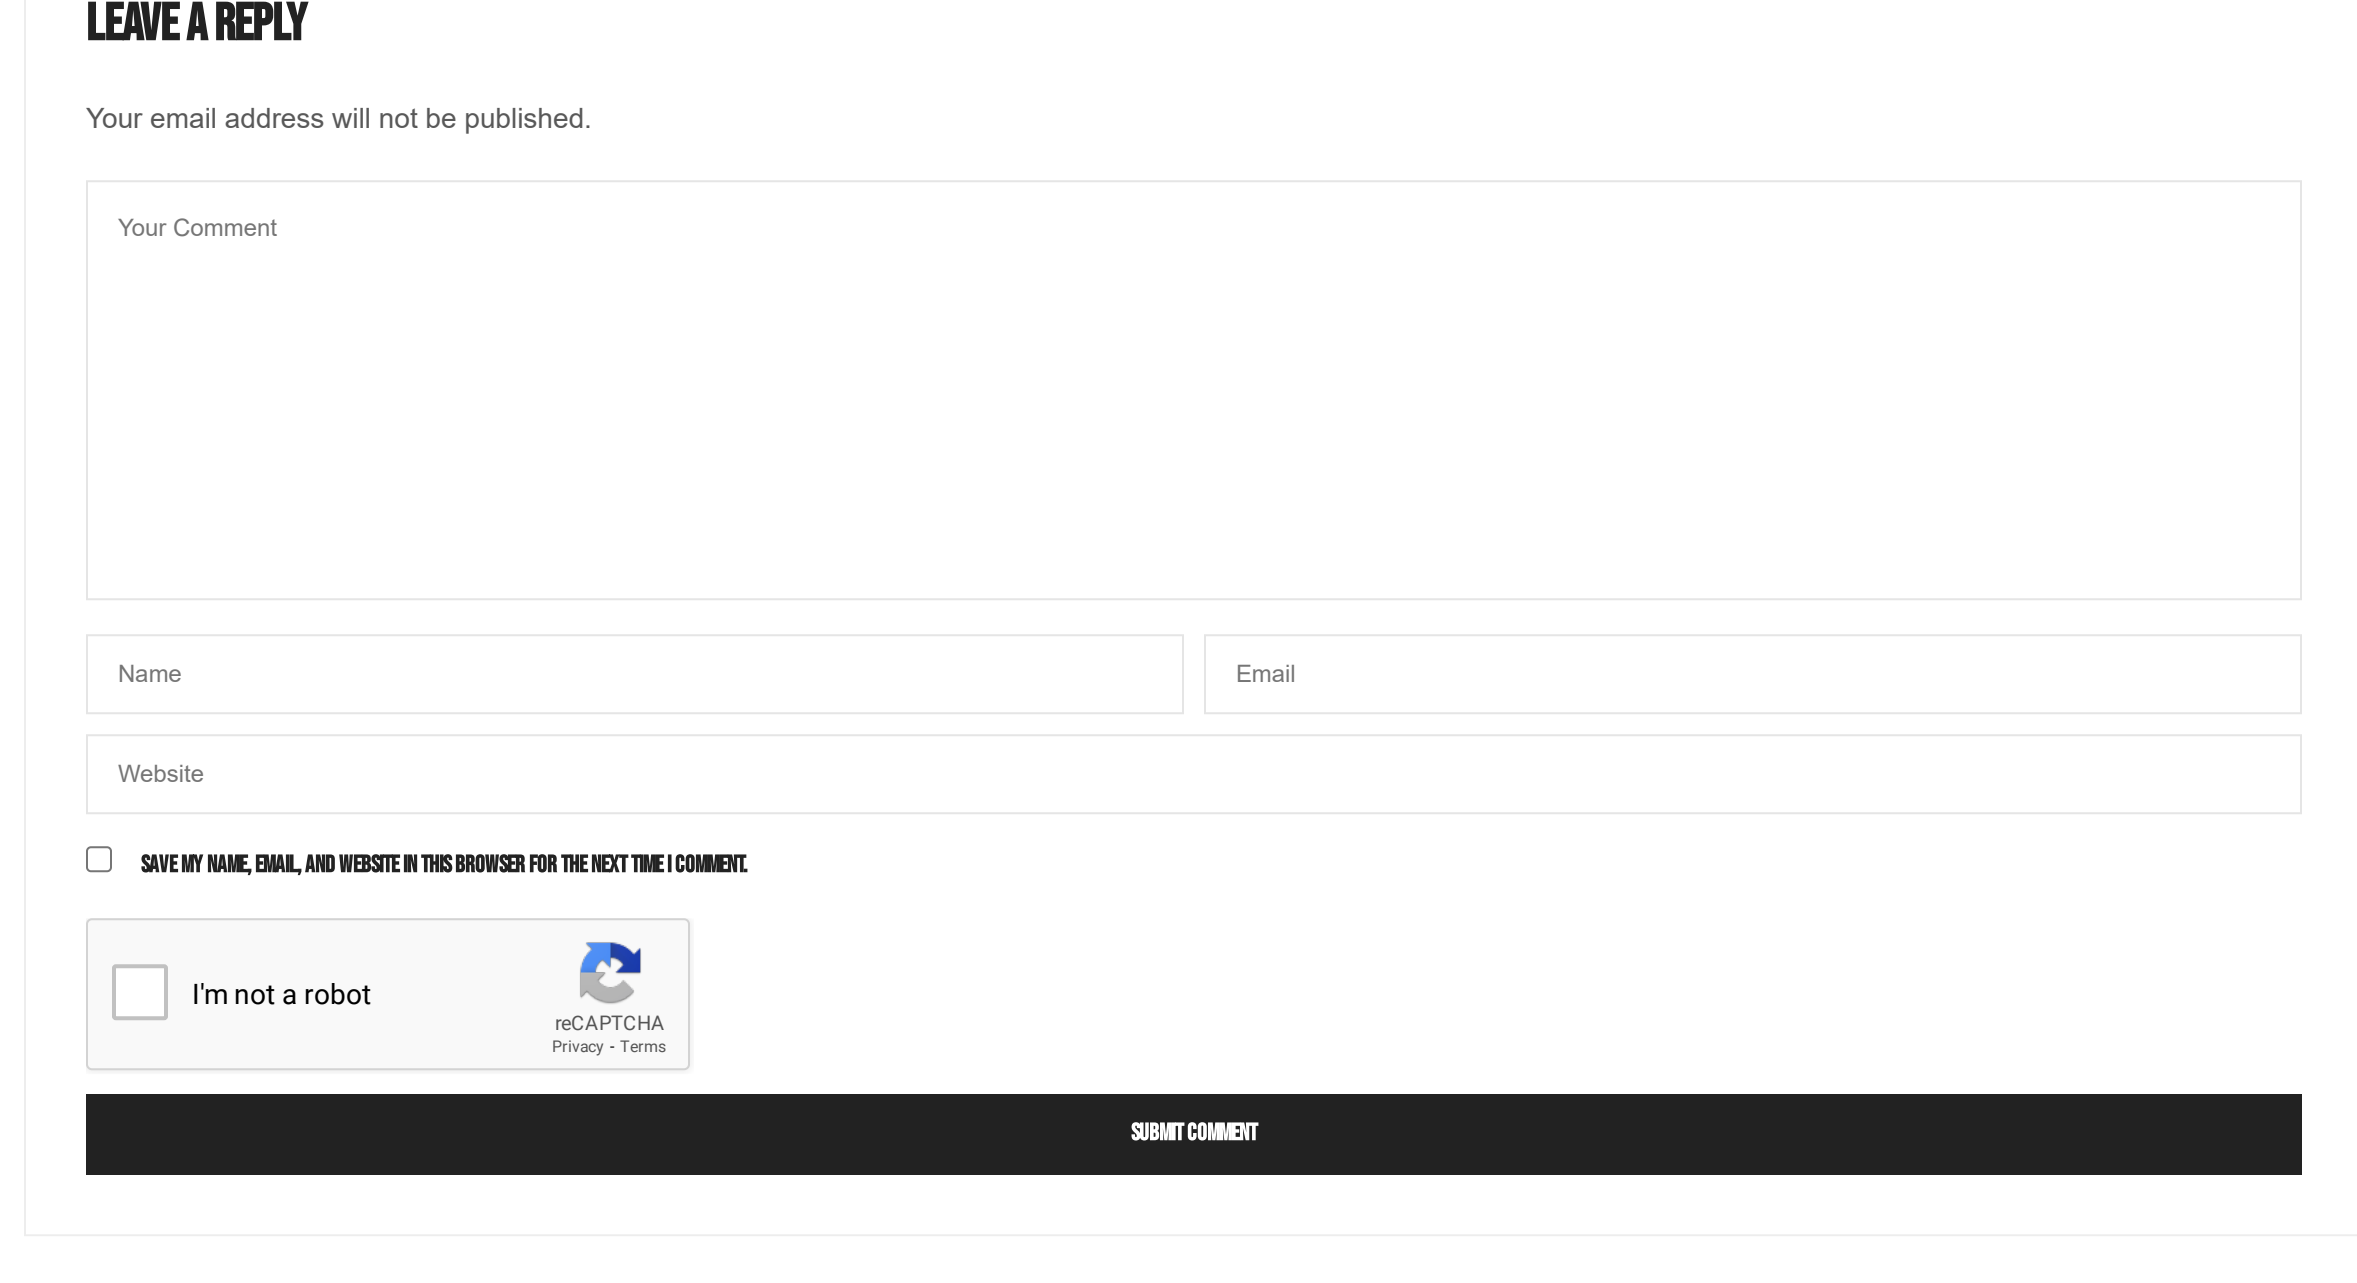 LEAVE A REPLY
Your email address will not be published.
Your Comment
Name
Email
Website
SAVE MY NAME, EMAIL, AND WEBSITE IN THIS BROWSER FOR THE NEXT TIME I COMMENT.
I'm not a robot
reCAPTCHA
Privacy - Terms
SUBMIT COMMENT